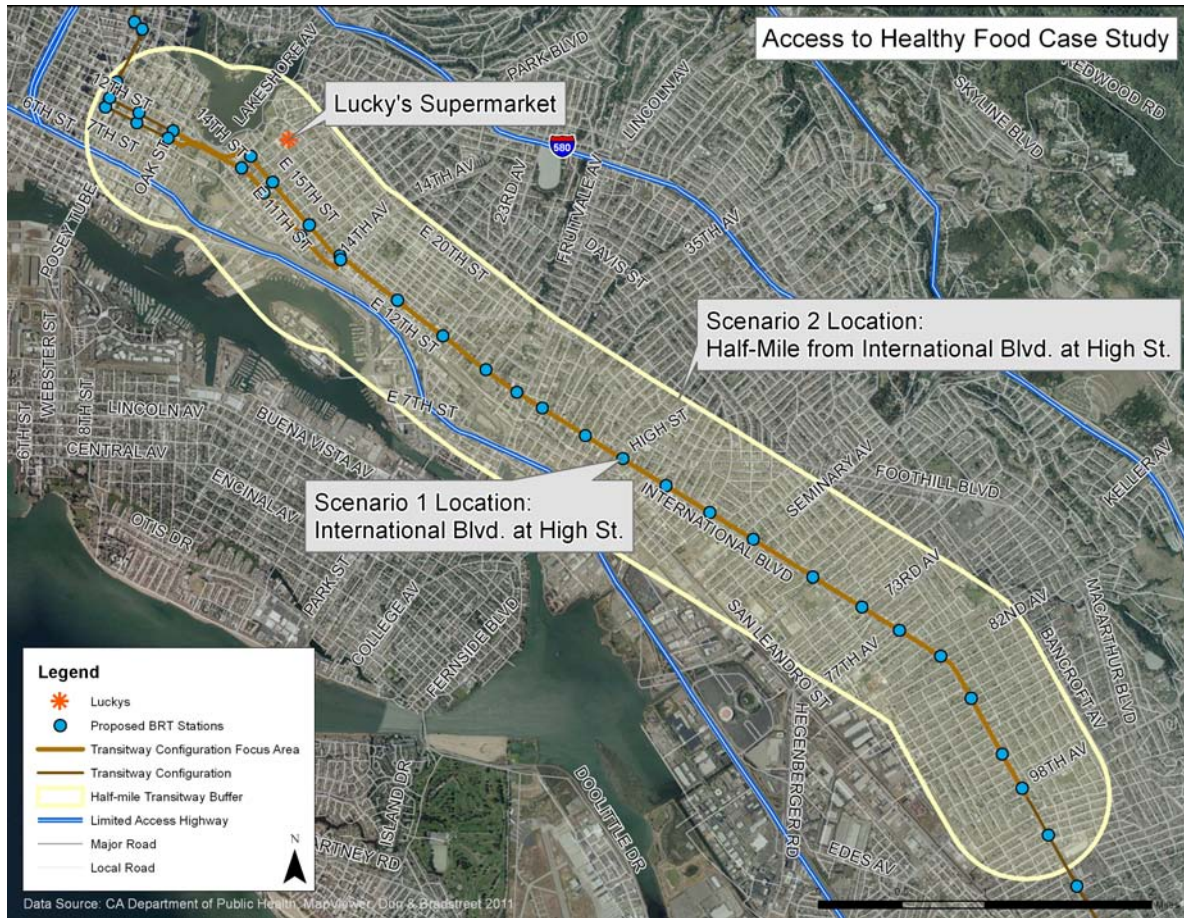 Access to Healthy Food Case Study
Lucky's Supermarket
Scenario 2 Location:
Half-Mile from International Blvd. at High St.
Scenario 1 Location:
International Blvd. at High St.
PARK BLVD
LINCOLN AV
SKYLINE BLVD
REDWOOD RD
LAKESHORE AV
12TH ST
6TH ST
7TH ST
14TH ST
OAK ST
E 15TH ST
E 11TH ST
14TH AV
14TH AV
23RD AV
FRUITVALE AV
580
35TH AV
DAVIS ST
E 20TH ST
POSEY TUBE
E 12TH ST
E 7TH ST
WEBSTER ST
8TH ST
6TH ST
LINCOLN AV
CENTRAL AV
BUENA VISTA AV
ENCINAL AV
OTIS DR
PARK ST
COLLEGE AV
FERNSIDE BLVD
HIGH ST
INTERNATIONAL BLVD
SEMINARY AV
FOOTHILL BLVD
KELLER AV
73RD AV
82ND AV
MACARTHUR BLVD
BANCROFT AV
77TH AV
SAN LEANDRO ST
HEGENBERGER RD
98TH AV
EDES AV
DOOLITTLE DR
ISLAND DR
Legend
Luckys
Proposed BRT Stations
Transitway Configuration Focus Area
Transitway Configuration
Half-mile Transitway Buffer
Limited Access Highway
Major Road
Local Road
N
Data Source: CA Department of Public Health, MapViewer, Dun & Bradstreet 2011